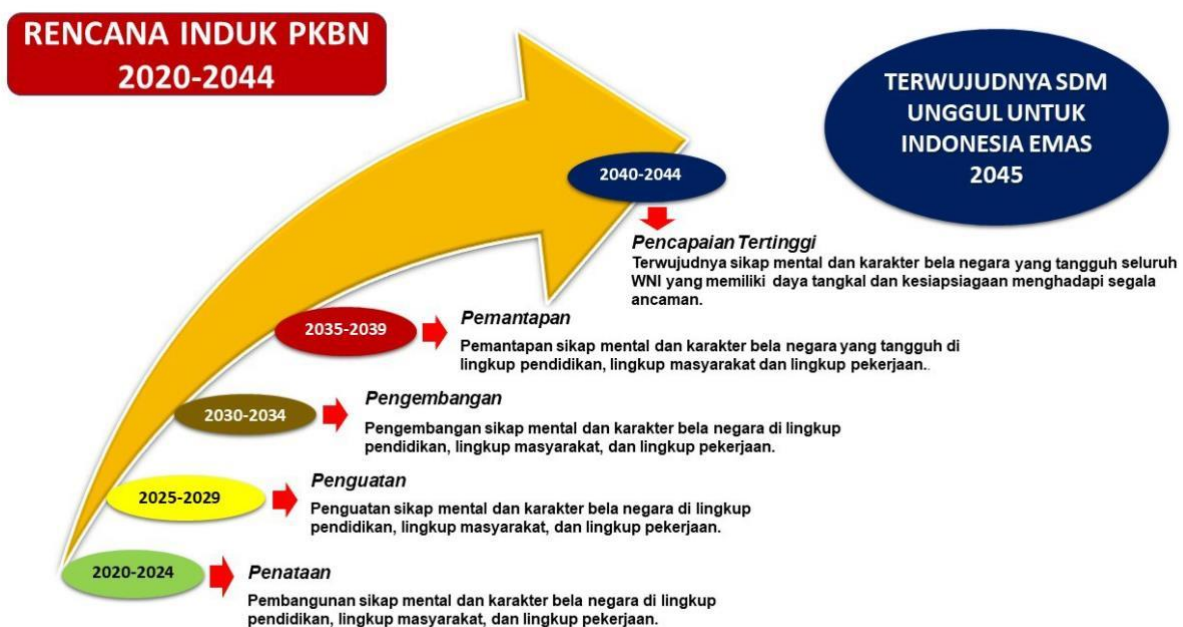 RENCANA INDUK PKBN
2020-2044
TERWUJUDNYA SDM
UNGGUL UNTUK
INDONESIA EMAS
2045
2040-2044
Pencapaian Tertinggi
Terwujudnya sikap mental dan karakter bela negara yang tangguh seluruh
WNI yang memiliki daya tangkal dan kesiapsiagaan menghadapi segala
ancaman.
2035-2039
Pemantapan
Pemantapan sikap mental dan karakter bela negara yang tangguh di
lingkup pendidikan, lingkup masyarakat dan lingkup pekerjaan.
2030-2034
Pengembangan
Pengembangan sikap mental dan karakter bela negara di lingkup
pendidikan, lingkup masyarakat, dan lingkup pekerjaan.
2025-2029
Penguatan
Penguatan sikap mental dan karakter bela negara di lingkup
pendidikan, lingkup masyarakat, dan lingkup pekerjaan.
2020-2024
Penataan
Pembangunan sikap mental dan karakter bela negara di lingkup
pendidikan, lingkup masyarakat, dan lingkup pekerjaan.